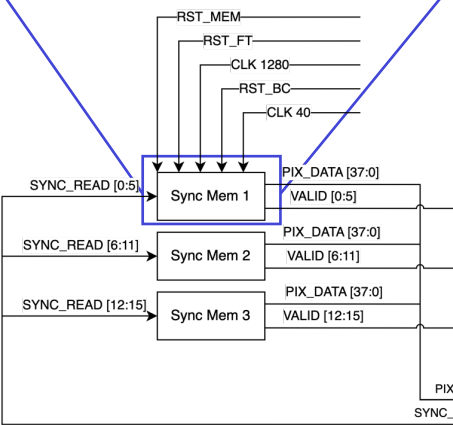 RST_MEM
RST_FT
CLK 1280
RST_BC
CLK 40
SYNC_READ [0:5]
Sync Mem 1
PIX_DATA [37:0]
VALID [0:5]
SYNC_READ [6:11]
Sync Mem 2
PIX_DATA [37:0]
VALID [6:11]
SYNC_READ [12:15]
Sync Mem 3
PIX_DATA [37:0]
VALID [12:15]
PIX
SYNC_